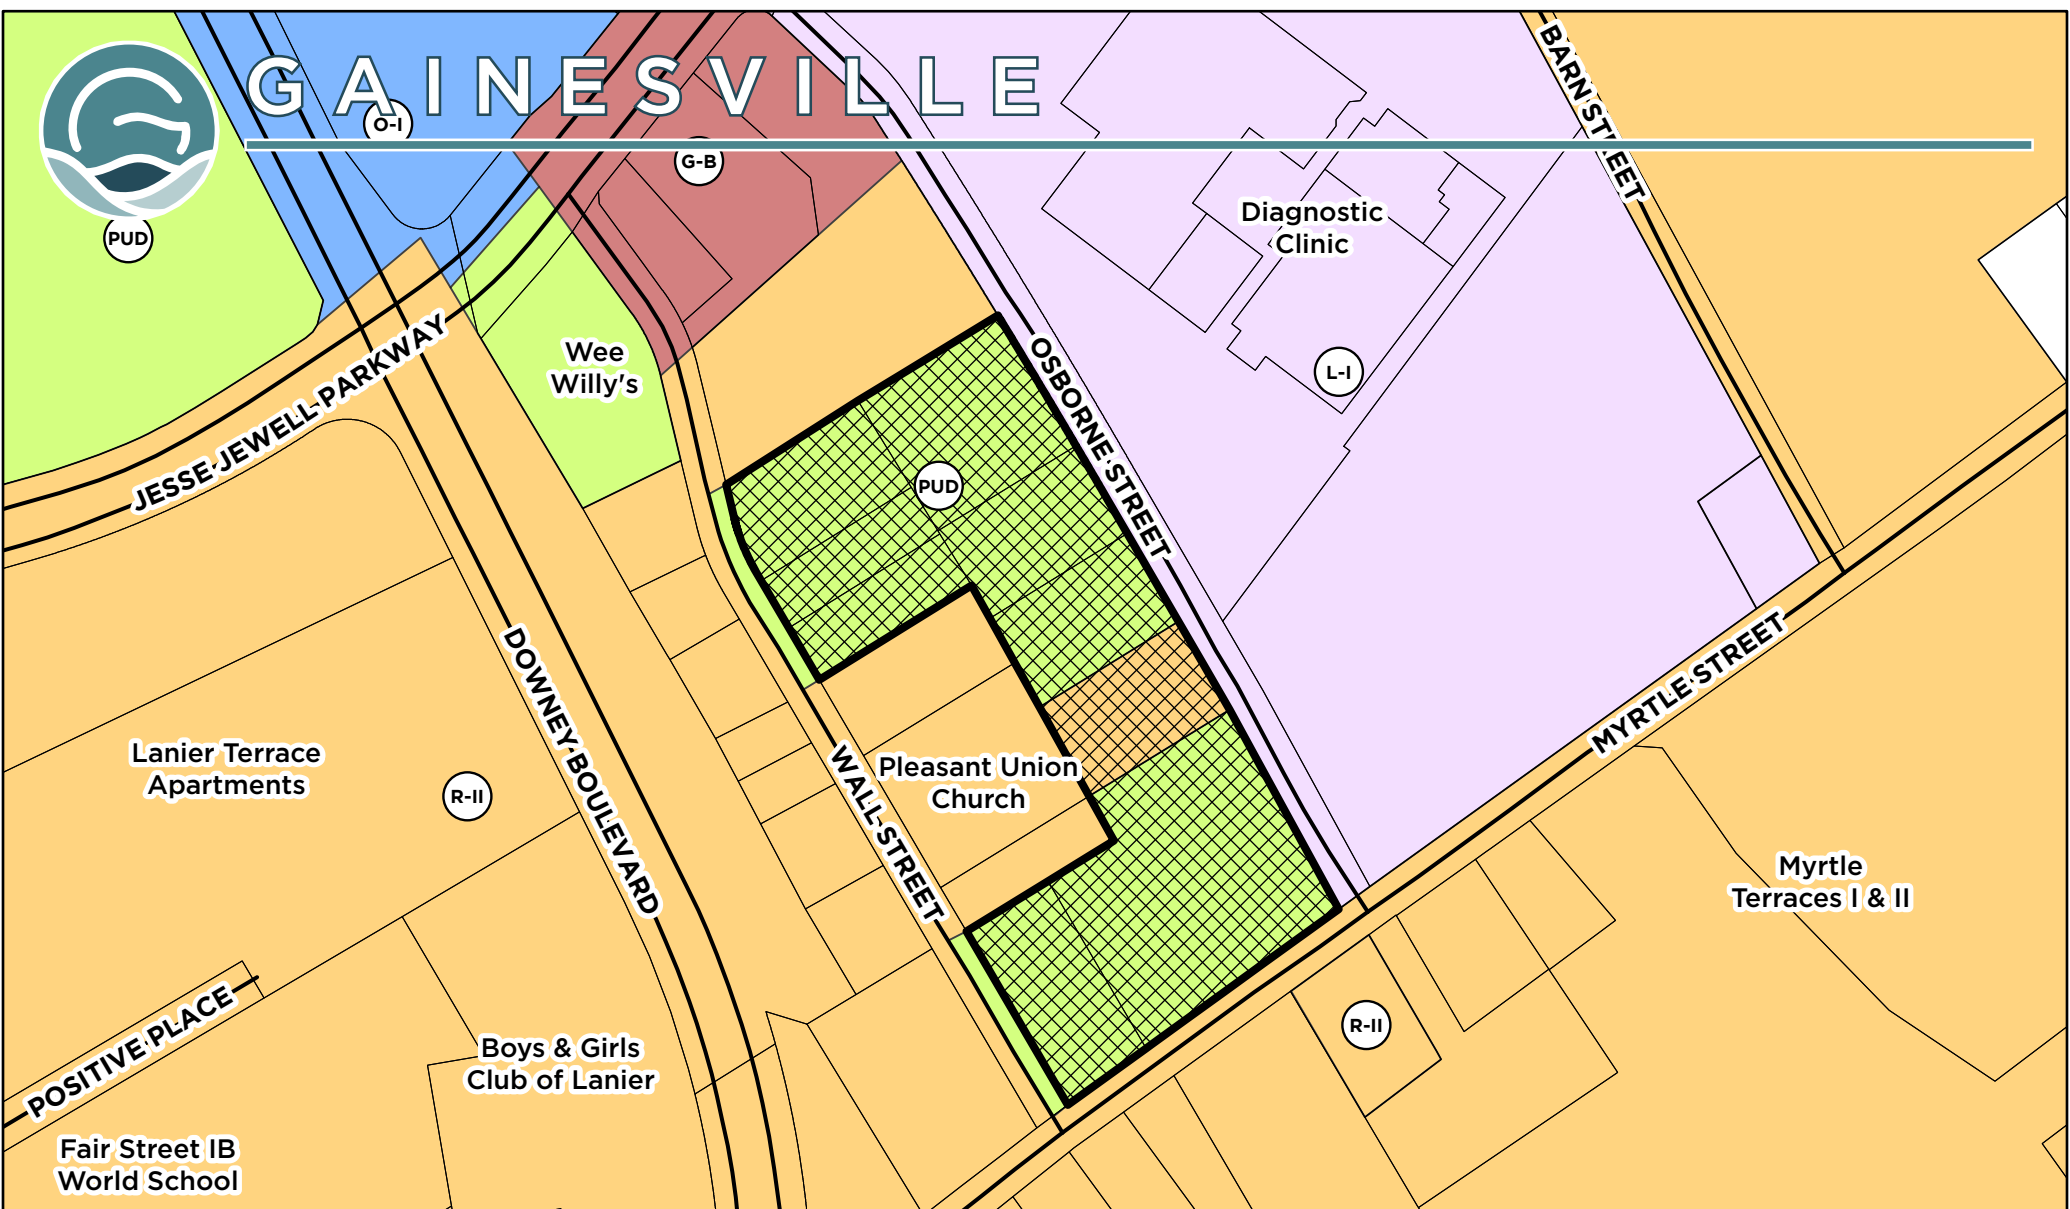 GAINESVILLE
BARN STREET
O-I
G-B
PUD
Diagnostic
Clinic
Wee
Willy's
JESSE JEWELL PARKWAY
OSBORNE STREET
L-I
PUD
DOWNEY BOULEVARD
MYRTLE STREET
Lanier Terrace
Apartments
R-II
WALL STREET
Pleasant Union
Church
Myrtle
Terraces I & II
POSITIVE PLACE
R-II
Boys & Girls
Club of Lanier
Fair Street IB
World School